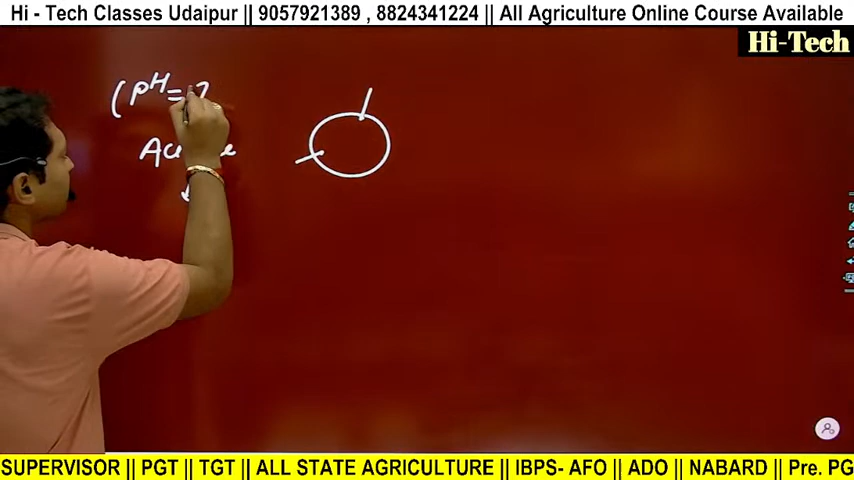 Hi - Tech Classes Udaipur || 9057921389 , 8824341224 || All Agriculture Online Course Available
Hi-Tech
(pH=
SUPERVISOR || PGT || TGT || ALL STATE AGRICULTURE || IBPS- AFO || ADO || NABARD || Pre. PG